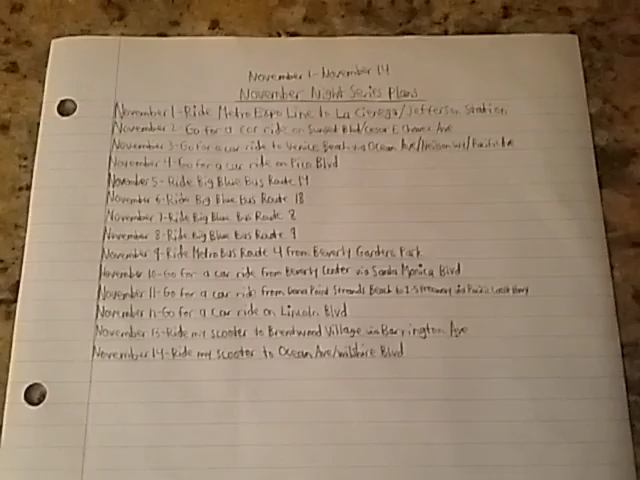 November 1-November 14
November Night Series Plans
November 1-Ride Metro Expo Line to La Cienega/Jefferson Station
November 2-Go for a car ride on Sunset Blvd/Cesar E Chavez Ave
November 3-Go for a car ride to Venice Beach via Ocean Ave/Neilson Way/Pacific Ave
November 4-Go for a car ride on Pico Blvd
November 5-Ride Big Blue Bus Route 14
November 6-Ride Big Blue Bus Route 18
November 7-Ride Big Blue Bus Route 2
November 8-Ride Big Blue Bus Route 9
November 9-Ride Metro Bus Route 4 from Beverly Gardens Park
November 10-Go for a car ride from Beverly Center via Santa Monica Blvd
November 11-Go for a car ride from Dana Point Strands Beach to I-5 freeway via Pacific Coast Hwy
November 12-Go for a car ride on Lincoln Blvd
November 13-Ride my scooter to Brentwood Village via Barrington Ave
November 14-Ride my scooter to Ocean Ave/Wilshire Blvd